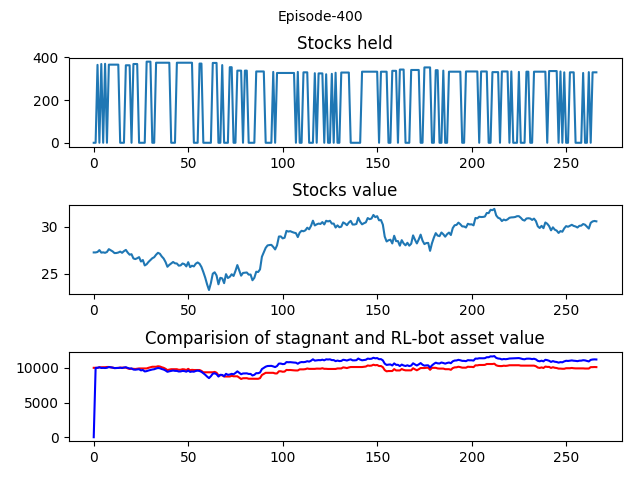 Episode-400
Stocks held
400
200
0
0 50 100 150 200 250
Stocks value
30
25
0 50 100 150 200 250
Comparision of stagnant and RL-bot asset value
10000
5000
0
0 50 100 150 200 250